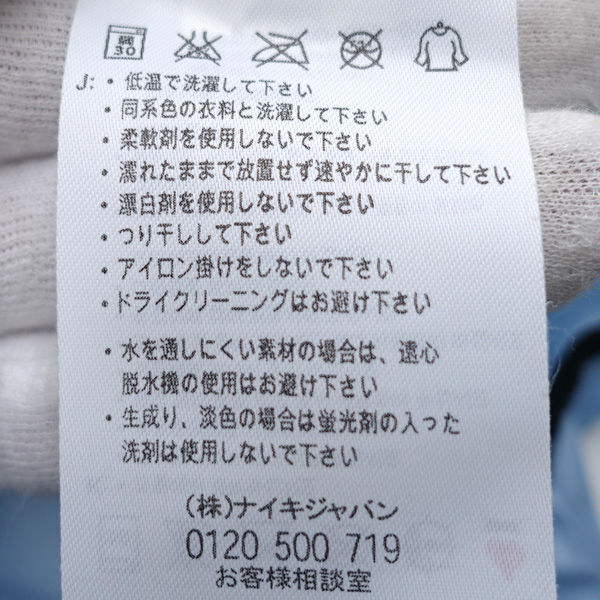 網
30
J: ・低温で洗濯して下さい
・同系色の衣料と洗濯して下さい
・柔軟剤を使用しないで下さい
・濡れたままで放置せず速やかに干して下さい
・漂白剤を使用しないで下さい
・つり干しして下さい
・アイロン掛けをしないで下さい
・ドライクリーニングはお避け下さい
・水を通しにくい素材の場合は、遠心
脱水機の使用はお避け下さい
・生成り、淡色の場合は蛍光剤の入った
洗剤は使用しないで下さい
(株)ナイキジャパン
0120 500 719
お客様相談室